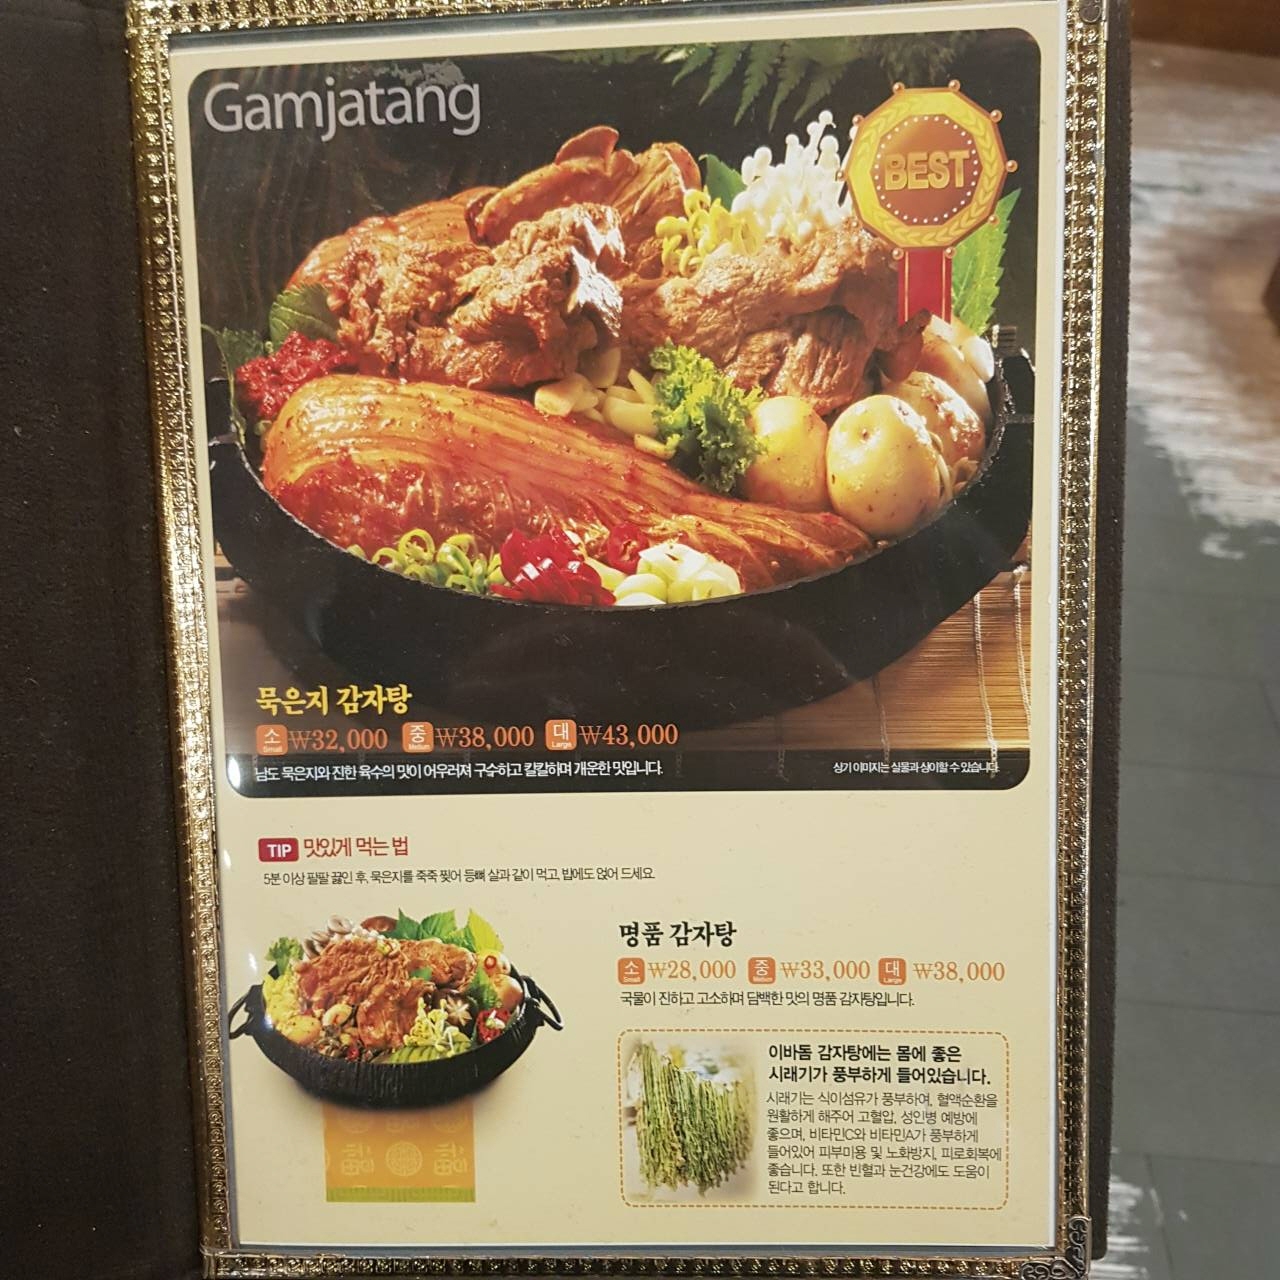 Gamjatang
BEST
묵은지 감자탕
소 Small ₩32,000 중 Medium ₩38,000 대 Large ₩43,000
남도 묵은지와 진한 육수의 맛이 어우러져 구수하고 칼칼하며 개운한 맛입니다.
상기 이미지는 실물과 상이할 수 있습니다.
TIP 맛있게 먹는 법
5분 이상 팔팔 끓인 후, 묵은지를 죽죽 찢어 등뼈 살과 같이 먹고, 밥에도 얹어 드세요.
명품 감자탕
소 Small ₩28,000 중 Medium ₩33,000 대 Large ₩38,000
국물이 진하고 고소하며 담백한 맛의 명품 감자탕입니다.
이바돔 감자탕에는 몸에 좋은
시래기가 풍부하게 들어있습니다.
시래기는 식이섬유가 풍부하여, 혈액순환을
원활하게 해주어 고혈압, 성인병 예방에
좋으며, 비타민C와 비타민A가 풍부하게
들어있어 피부미용 및 노화방지, 피로회복에
좋습니다. 또한 빈혈과 눈건강에도 도움이
된다고 합니다.